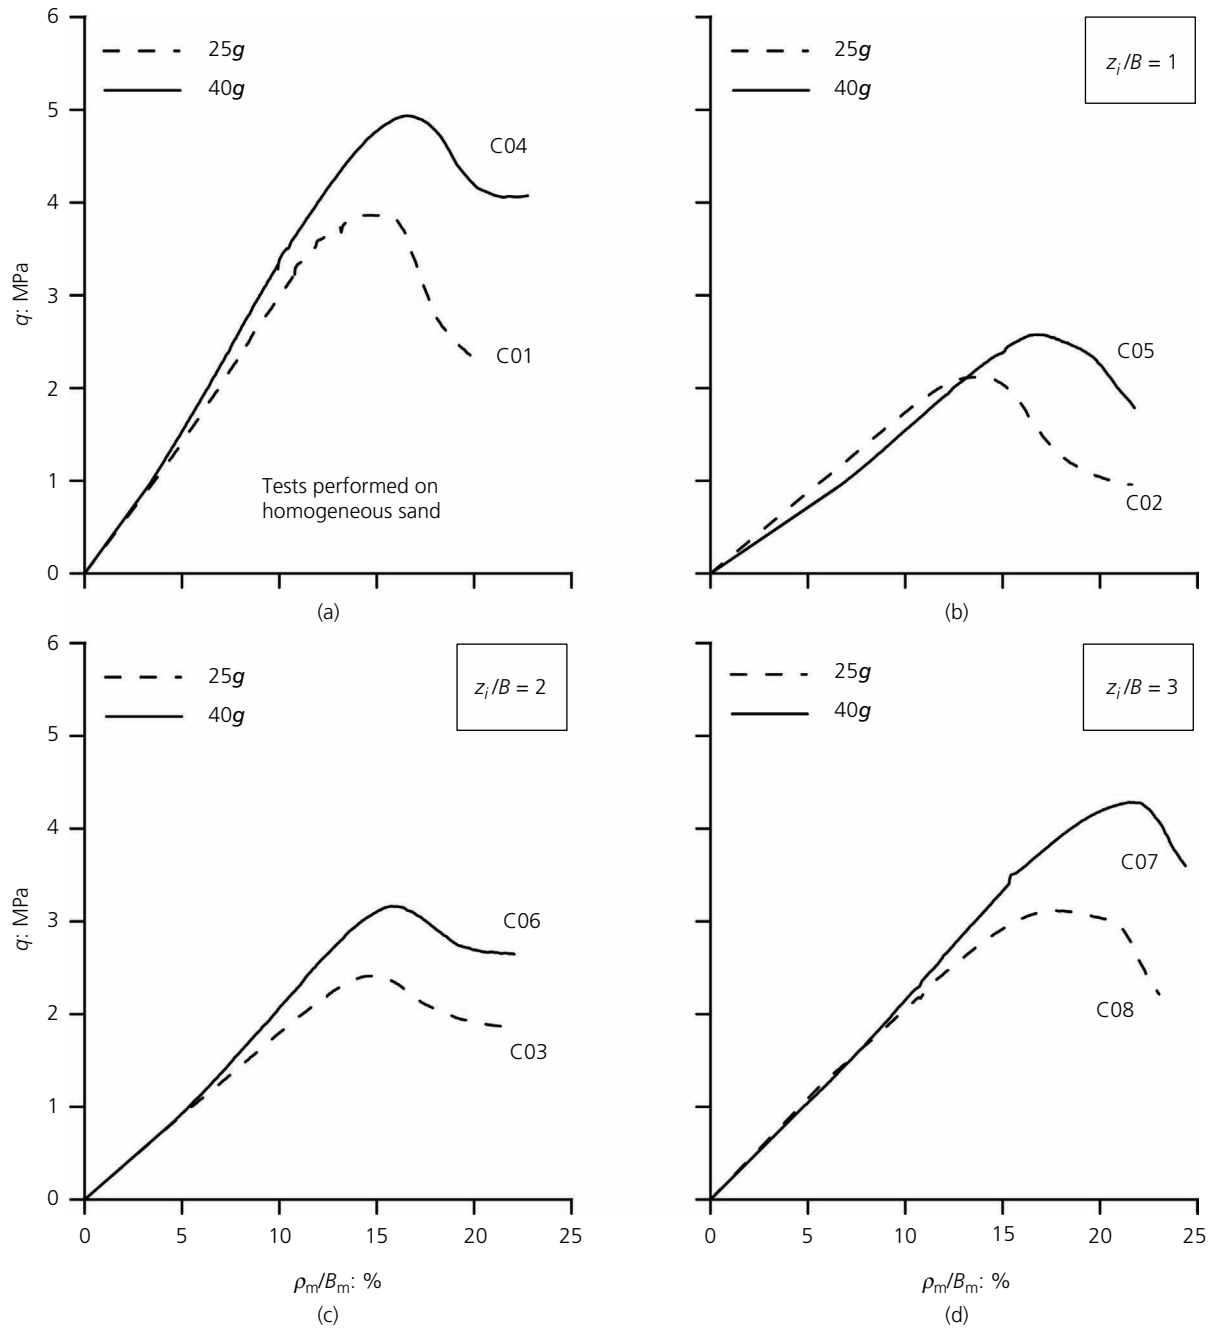 6
5
4
3
2
1
0
q: MPa
25g
40g
C04
C01
Tests performed on
homogeneous sand
(a)
25g
40g
zi/B = 1
C05
C02
(b)
6
5
4
3
2
1
0
q: MPa
25g
40g
zi/B = 2
C06
C03
0 5 10 15 20 25
ρm/Bm: %
(c)
25g
40g
zi/B = 3
C07
C08
0 5 10 15 20 25
ρm/Bm: %
(d)